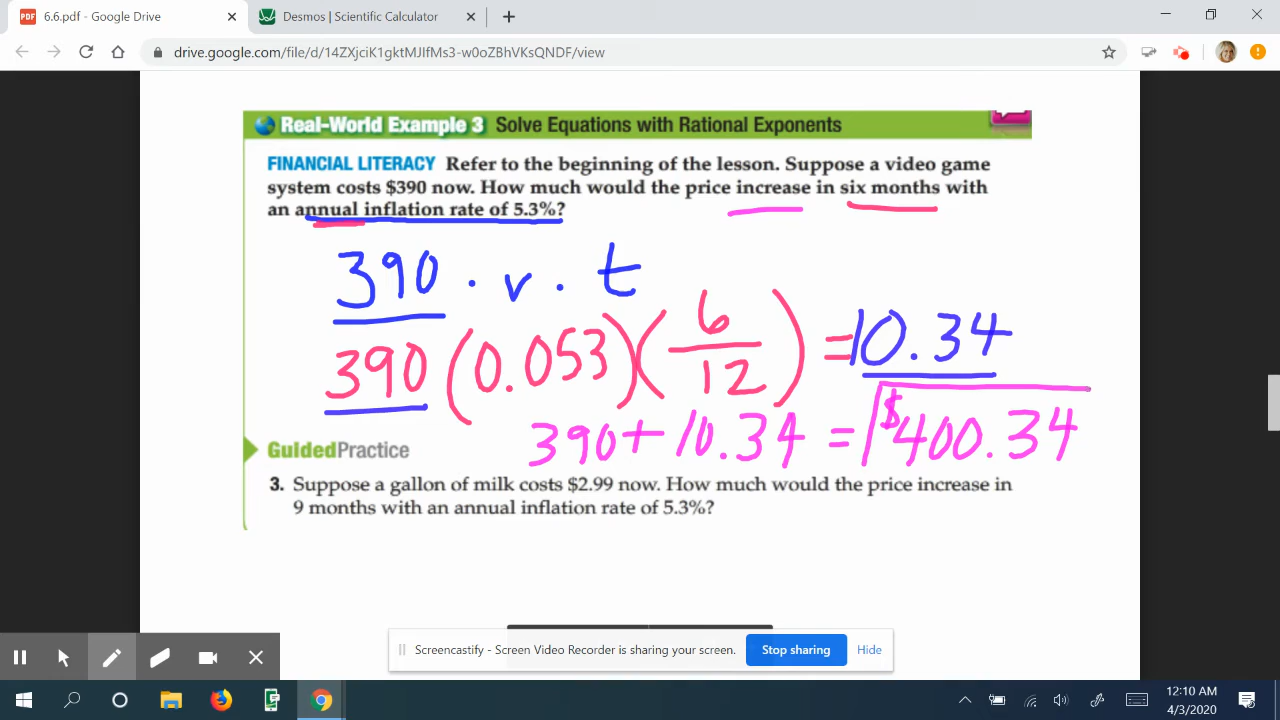 6.6.pdf - Google Drive
Desmos | Scientific Calculator
drive.google.com/file/d/14ZXjciK1gktMJIfMs3-w0oZBhVKsQNDF/view
Real-World Example 3 Solve Equations with Rational Exponents
FINANCIAL LITERACY Refer to the beginning of the lesson. Suppose a video game
system costs $390 now. How much would the price increase in six months with
an annual inflation rate of 5.3%?
390 · r · t
390 (0.053)(6/12) = 10.34
390 + 10.34 = $400.34
GuidedPractice
3. Suppose a gallon of milk costs $2.99 now. How much would the price increase in
9 months with an annual inflation rate of 5.3%?
Screencastify - Screen Video Recorder is sharing your screen.
Stop sharing
Hide
12:10 AM
4/3/2020